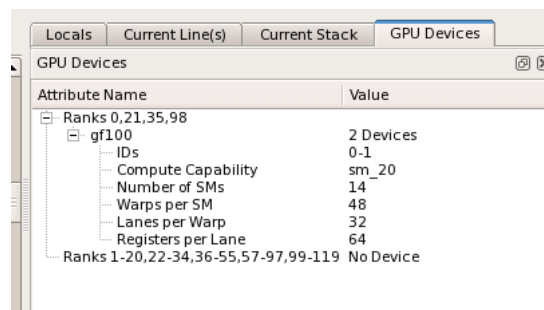 Locals Current Line(s) Current Stack GPU Devices
GPU Devices
Attribute Name Value
Ranks 0,21,35,98
gf100 2 Devices
IDs 0-1
Compute Capability sm_20
Number of SMs 14
Warps per SM 48
Lanes per Warp 32
Registers per Lane 64
Ranks 1-20,22-34,36-55,57-97,99-119 No Device